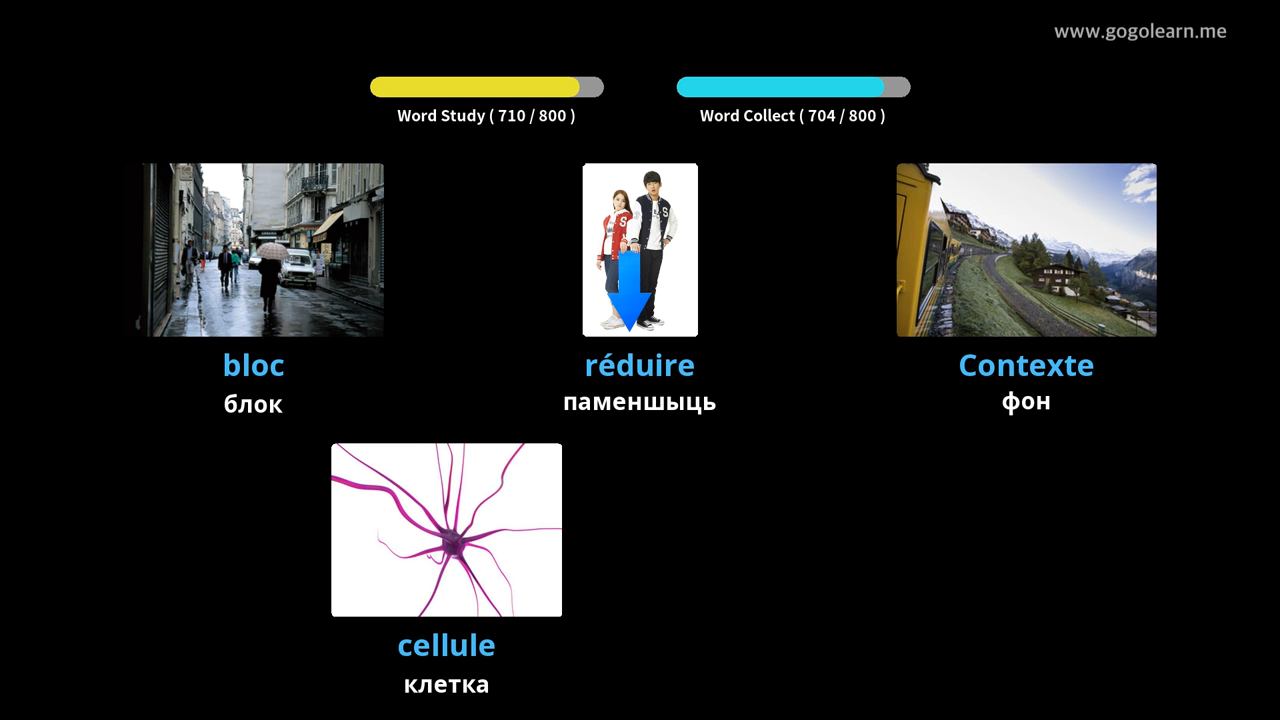 www.gogolearn.me
Word Study ( 710 / 800 )
Word Collect ( 704 / 800 )
bloc
блок
réduire
паменшыць
Contexte
фон
cellule
клетка